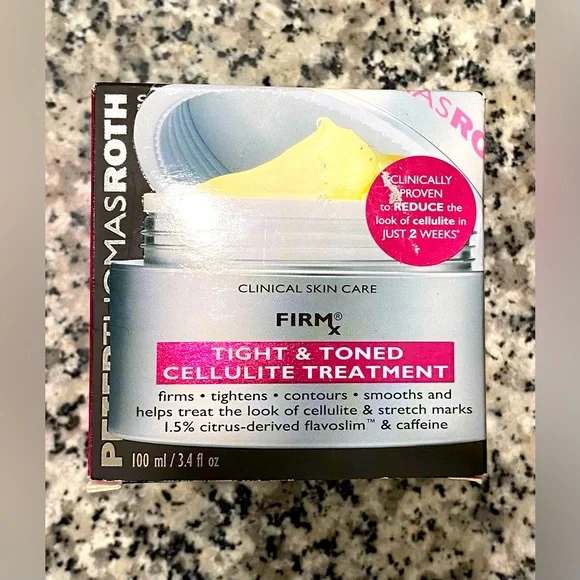 PETERTHOMASROTH
MASRO
CLINICALLY
PROVEN
to REDUCE the
look of cellulite in
JUST 2 WEEKS*
CLINICAL SKIN CARE
FIRMx®
TIGHT & TONED
CELLULITE TREATMENT
firms • tightens • contours • smooths and
helps treat the look of cellulite & stretch marks
1.5% citrus-derived flavoslim™ & caffeine
100 ml / 3.4 fl oz